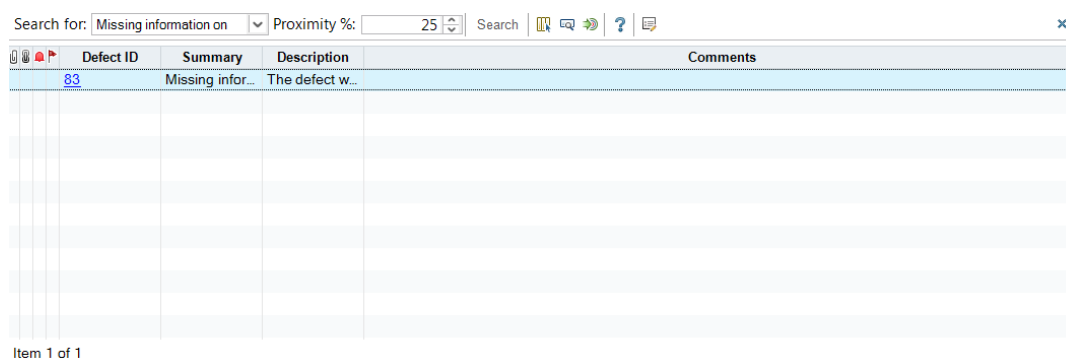 Search for: Missing information on Proximity %: 25 Search ?
Defect ID Summary Description Comments
83 Missing infor... The defect w...
Item 1 of 1